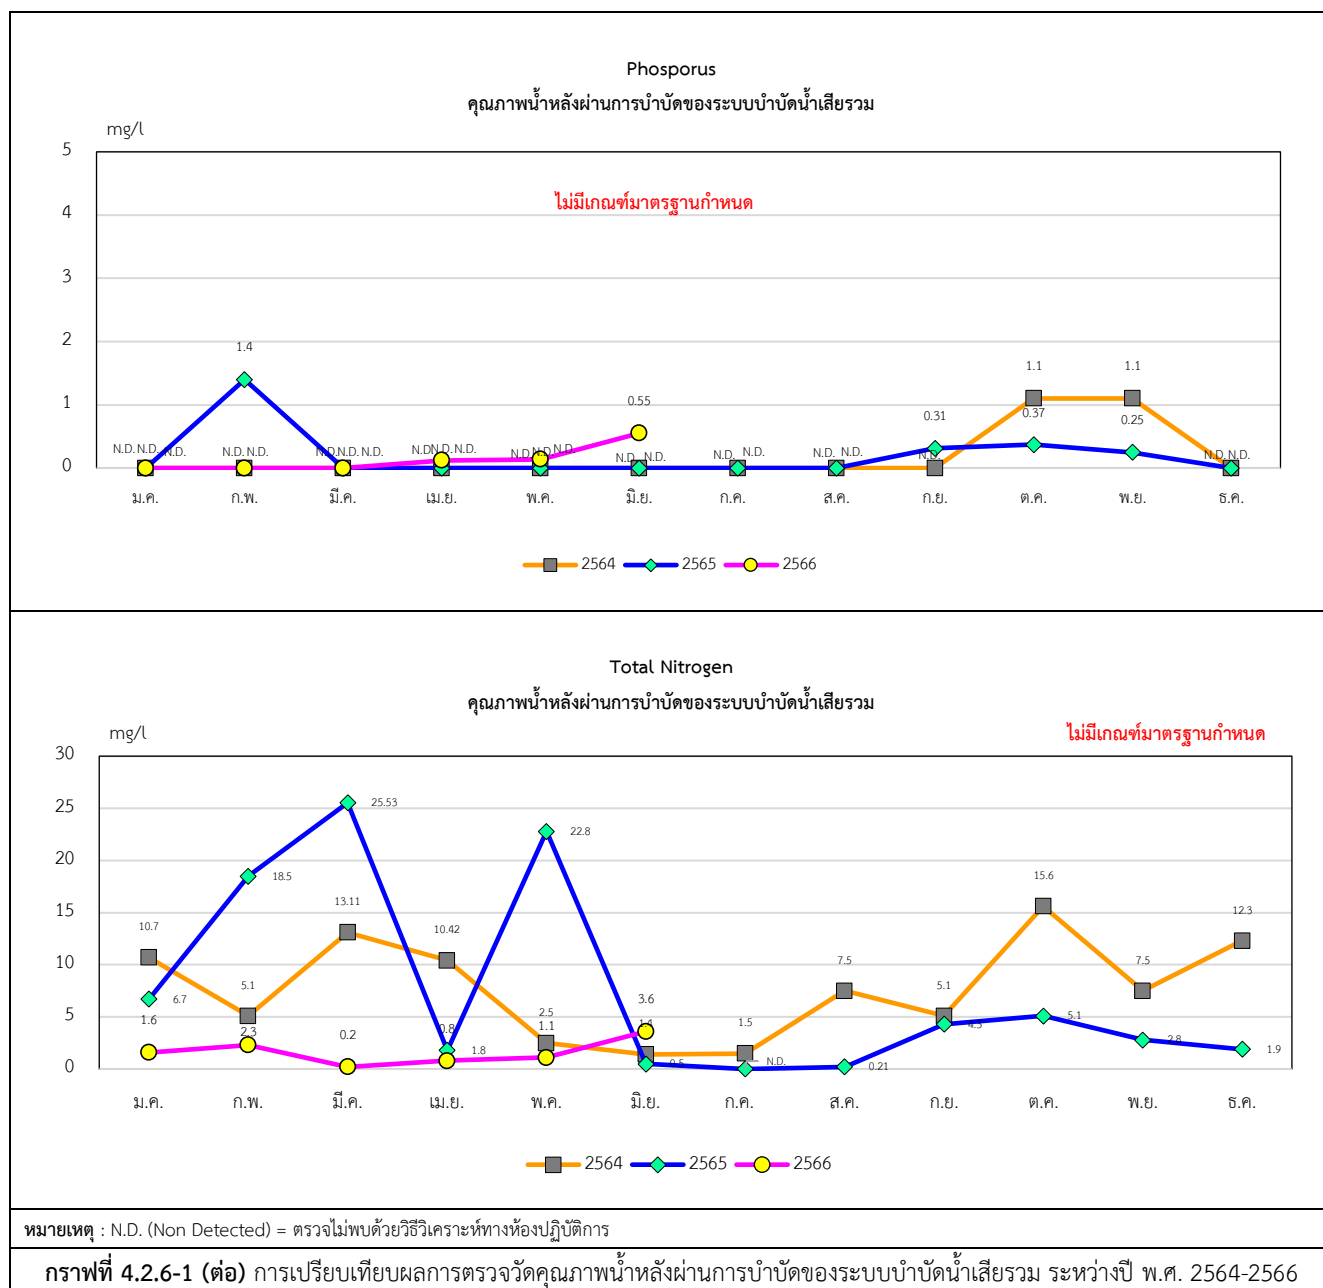 Phosporus
คุณภาพน้ำหลังผ่านการบำบัดของระบบบำบัดน้ำเสียรวม
mg/l
5
ไม่มีเกณฑ์มาตรฐานกำหนด
4
3
2
1.4
1.1 1.1
1
0.55
0.31 0.37 0.25
N.D. N.D. N.D. N.D. N.D. N.D. N.D. N.D. N.D. N.D. N.D. N.D. N.D. N.D. N.D. N.D. N.D. N.D. N.D. N.D. N.D. N.D. N.D.
0
ม.ค. ก.พ. มี.ค. เม.ย. พ.ค. มิ.ย. ก.ค. ส.ค. ก.ย. ต.ค. พ.ย. ธ.ค.
2564 2565 2566
Total Nitrogen
คุณภาพน้ำหลังผ่านการบำบัดของระบบบำบัดน้ำเสียรวม
mg/l
ไม่มีเกณฑ์มาตรฐานกำหนด
30
25
25.53 22.8
20
18.5
15
13.11 15.6
10.7 10.42 12.3
10
7.5 7.5
5.1 5.1
6.7 3.6
5
1.6 2.3 0.2 0.8 2.5 1.1 1.4 1.5 4.3 5.1
1.8 0.5 N.D. 0.21 2.8 1.9
0
ม.ค. ก.พ. มี.ค. เม.ย. พ.ค. มิ.ย. ก.ค. ส.ค. ก.ย. ต.ค. พ.ย. ธ.ค.
2564 2565 2566
หมายเหตุ : N.D. (Non Detected) = ตรวจไม่พบด้วยวิธีวิเคราะห์ทางห้องปฏิบัติการ
กราฟที่ 4.2.6-1 (ต่อ) การเปรียบเทียบผลการตรวจวัดคุณภาพน้ำหลังผ่านการบำบัดของระบบบำบัดน้ำเสียรวม ระหว่างปี พ.ศ. 2564-2566